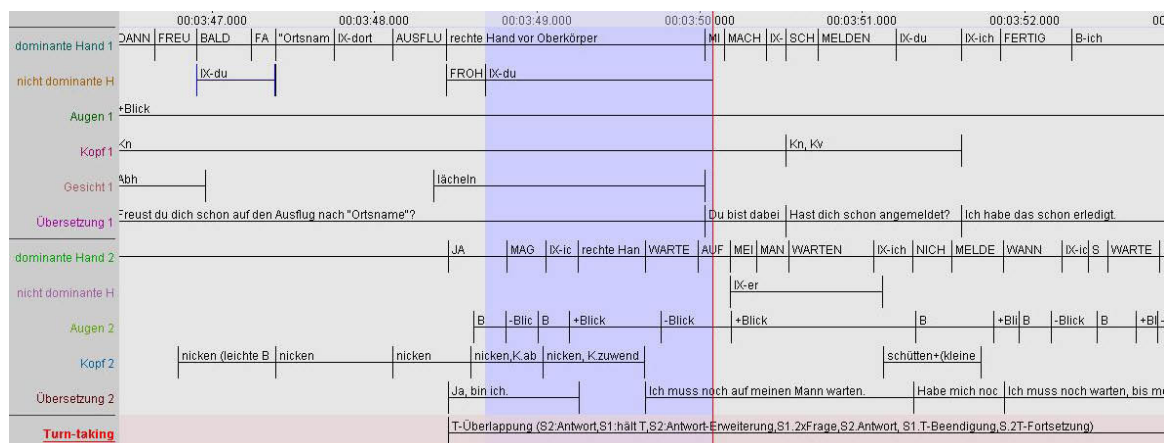 00:03:47.000 00:03:48.000 00:03:49.000 00:03:50.000 00:03:51.000 00:03:52.000 00
dominante Hand 1 DANN FREU BALD FA "Ortsnam IX-dort AUSFLU rechte Hand vor Oberkörper MI MACH IX- SCH MELDEN IX-du IX-ich FERTIG B-ich
nicht dominante H IX-du FROH IX-du
Augen 1 +Blick
Kopf 1 Kn Kn, Kv
Gesicht 1 Abh lächeln
Übersetzung 1 Freust du dich schon auf den Ausflug nach "Ortsname"? Du bist dabei Hast dich schon angemeldet? Ich habe das schon erledigt.
dominante Hand 2 JA MAG IX-ic rechte Han WARTE AUF MEI MAN WARTEN IX-ich NICH MELDE WANN IX-ic S WARTE
nicht dominante H IX-er
Augen 2 B -Blic B +Blick -Blick +Blick B +Bli B -Blick B +Bl -
Kopf 2 nicken (leichte B nicken nicken nicken,K.ab nicken, K.zuwend schütten+(kleine
Übersetzung 2 Ja, bin ich. Ich muss noch auf meinen Mann warten. Habe mich noc Ich muss noch warten, bis me
Turn-taking T-Überlappung (S2:Antwort,S1:hält T,S2:Antwort-Erweiterung,S1.2xFrage,S2.Antwort, S1.T-Beendigung,S.2T-Fortsetzung)